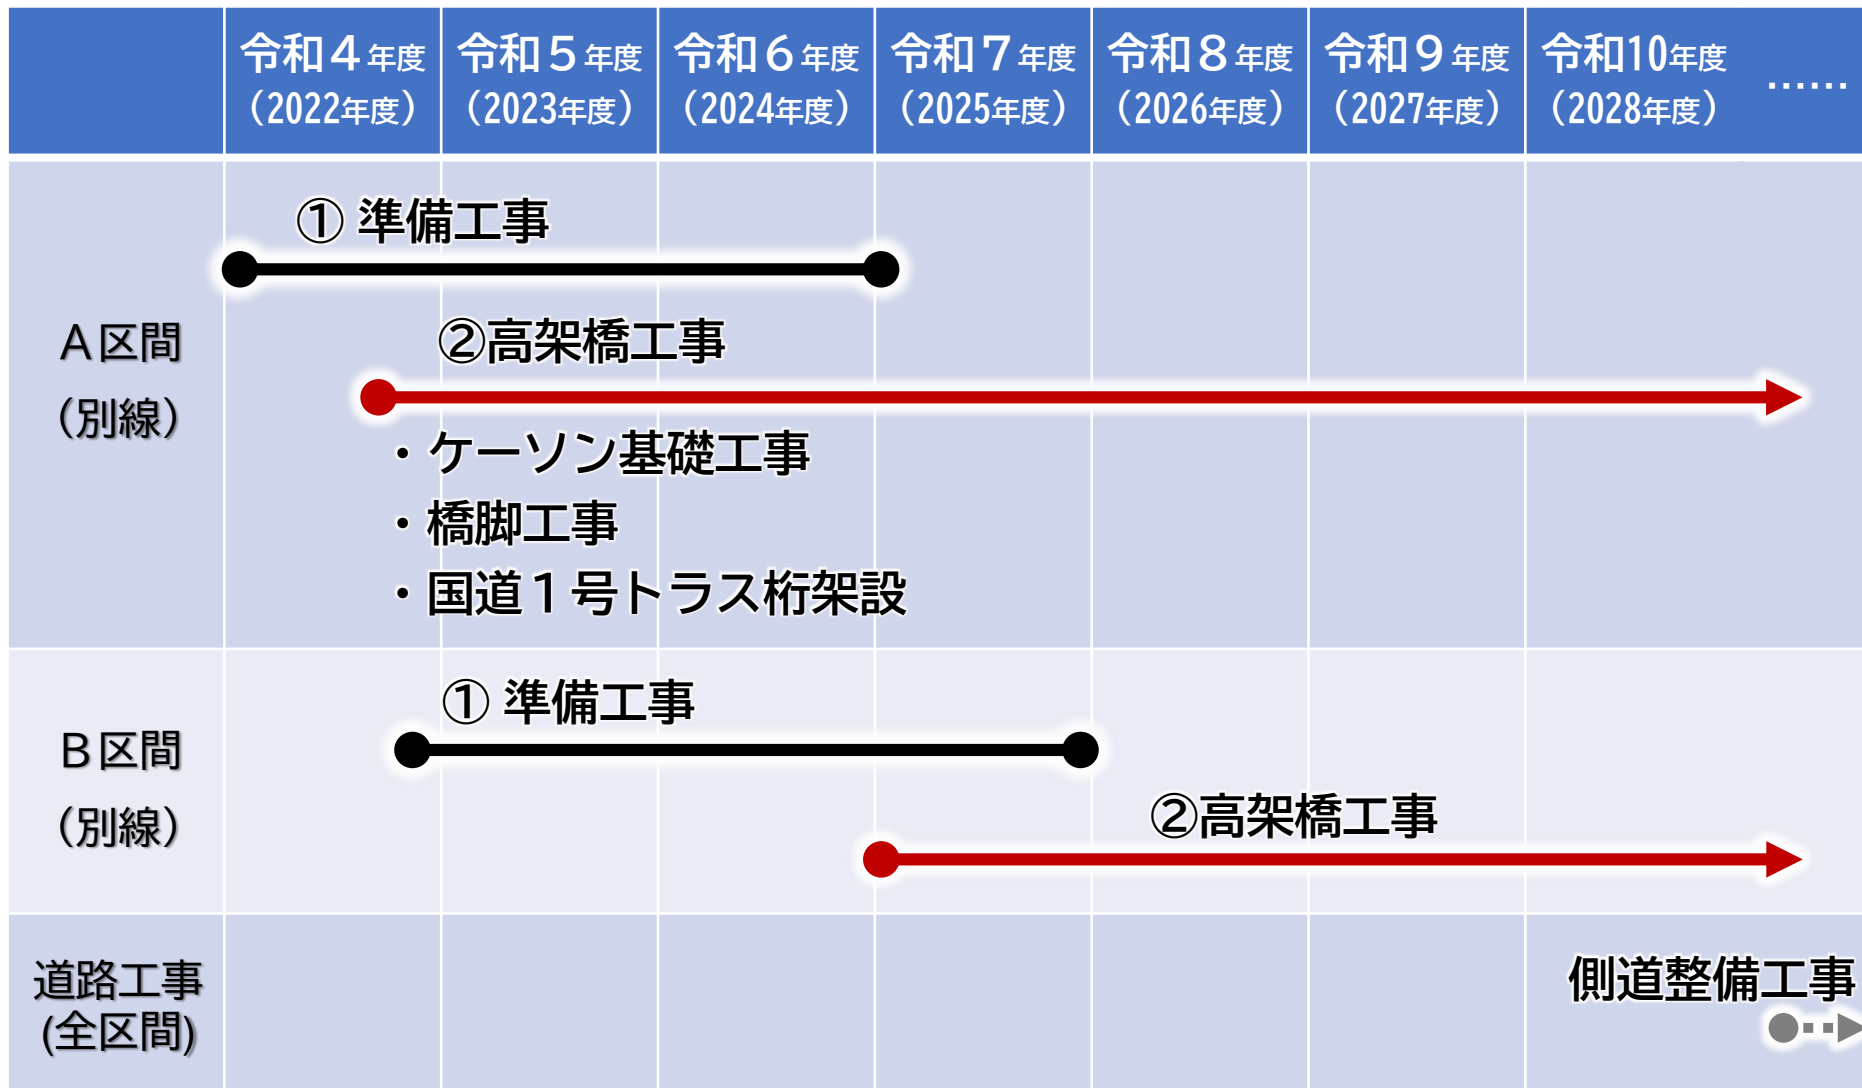 令和４年度
（2022年度）
令和５年度
（2023年度）
令和６年度
（2024年度）
令和７年度
（2025年度）
令和８年度
（2026年度）
令和９年度
（2027年度）
令和10年度
（2028年度）
……
Ａ区間
（別線）
① 準備工事
②高架橋工事
・ケーソン基礎工事
・橋脚工事
・国道１号トラス桁架設
Ｂ区間
（別線）
① 準備工事
②高架橋工事
道路工事
(全区間)
側道整備工事